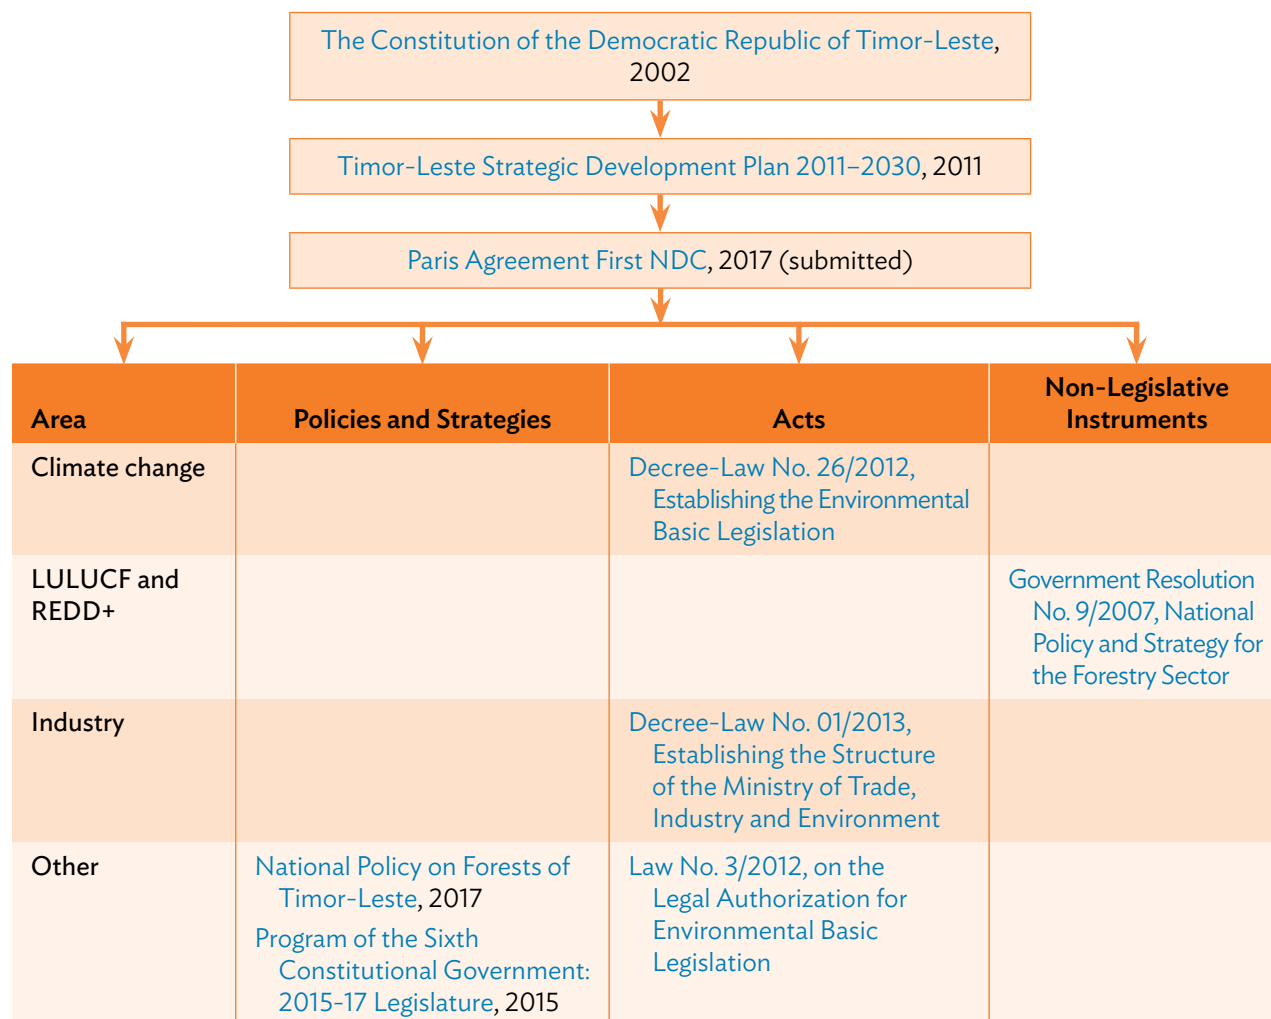 The Constitution of the Democratic Republic of Timor-Leste,
2002
Timor-Leste Strategic Development Plan 2011–2030, 2011
Paris Agreement First NDC, 2017 (submitted)
Area
Policies and Strategies
Acts
Non-Legislative
Instruments
Climate change
Decree-Law No. 26/2012,
Establishing the Environmental
Basic Legislation
LULUCF and
REDD+
Government Resolution
No. 9/2007, National
Policy and Strategy for
the Forestry Sector
Industry
Decree-Law No. 01/2013,
Establishing the Structure
of the Ministry of Trade,
Industry and Environment
Other
National Policy on Forests of
Timor-Leste, 2017
Program of the Sixth
Constitutional Government:
2015-17 Legislature, 2015
Law No. 3/2012, on the
Legal Authorization for
Environmental Basic
Legislation